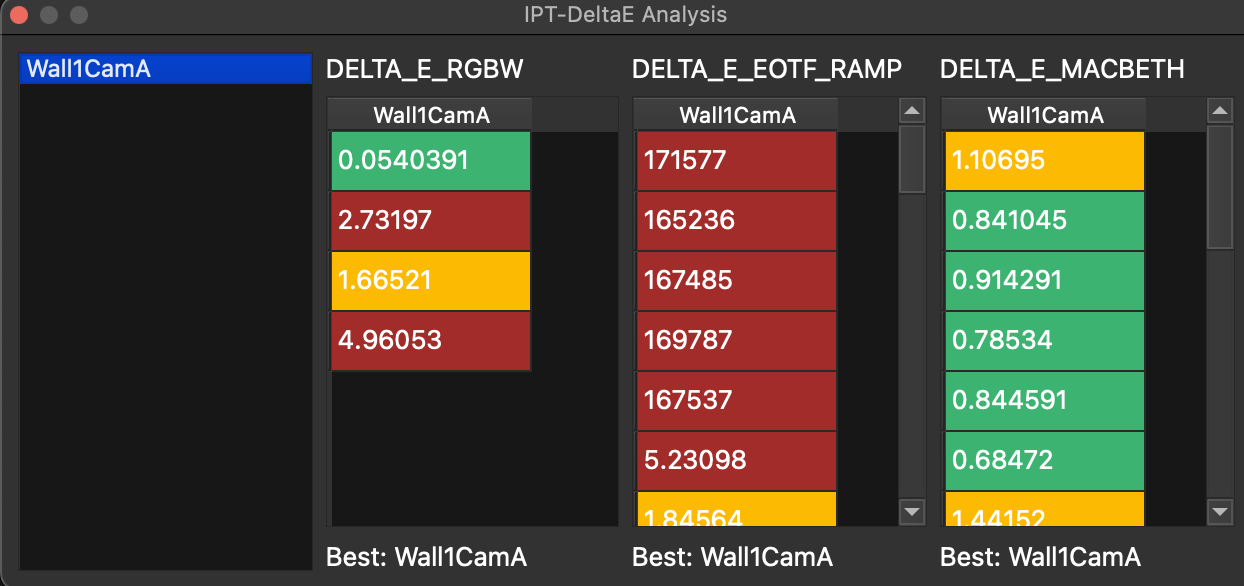 IPT-DeltaE Analysis
Wall1CamA
DELTA_E_RGBW
Wall1CamA
0.0540391
2.73197
1.66521
4.96053
Best: Wall1CamA
DELTA_E_EOTF_RAMP
Wall1CamA
171577
165236
167485
169787
167537
5.23098
1.84564
Best: Wall1CamA
DELTA_E_MACBETH
Wall1CamA
1.10695
0.841045
0.914291
0.78534
0.844591
0.68472
1.44152
Best: Wall1CamA